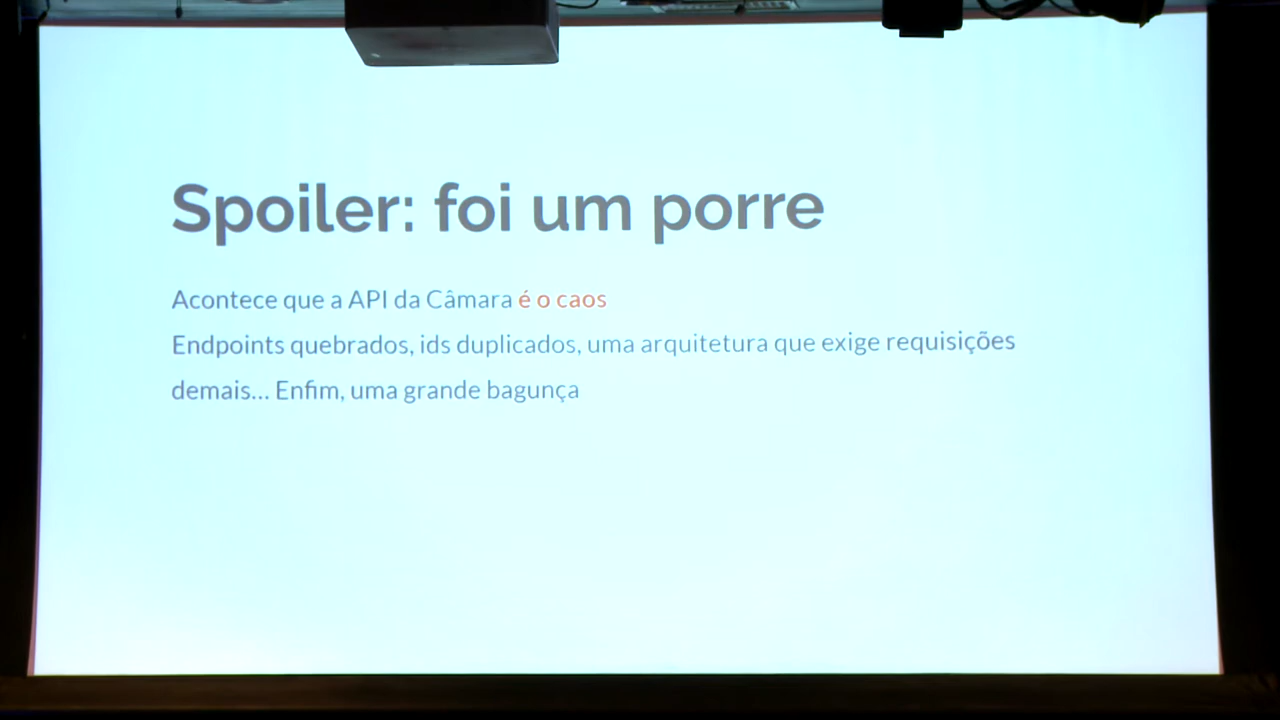 Spoiler: foi um porre
Acontece que a API da Câmara é o caos
Endpoints quebrados, ids duplicados, uma arquitetura que exige requisições
demais... Enfim, uma grande bagunça